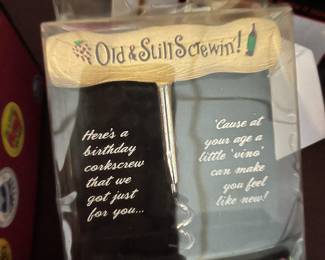 Old & Still Screwin'!
Here's a
birthday
corkscrew
that we
got just
for you...
'Cause at
your age a
little 'vino'
can make
you feel
like new!